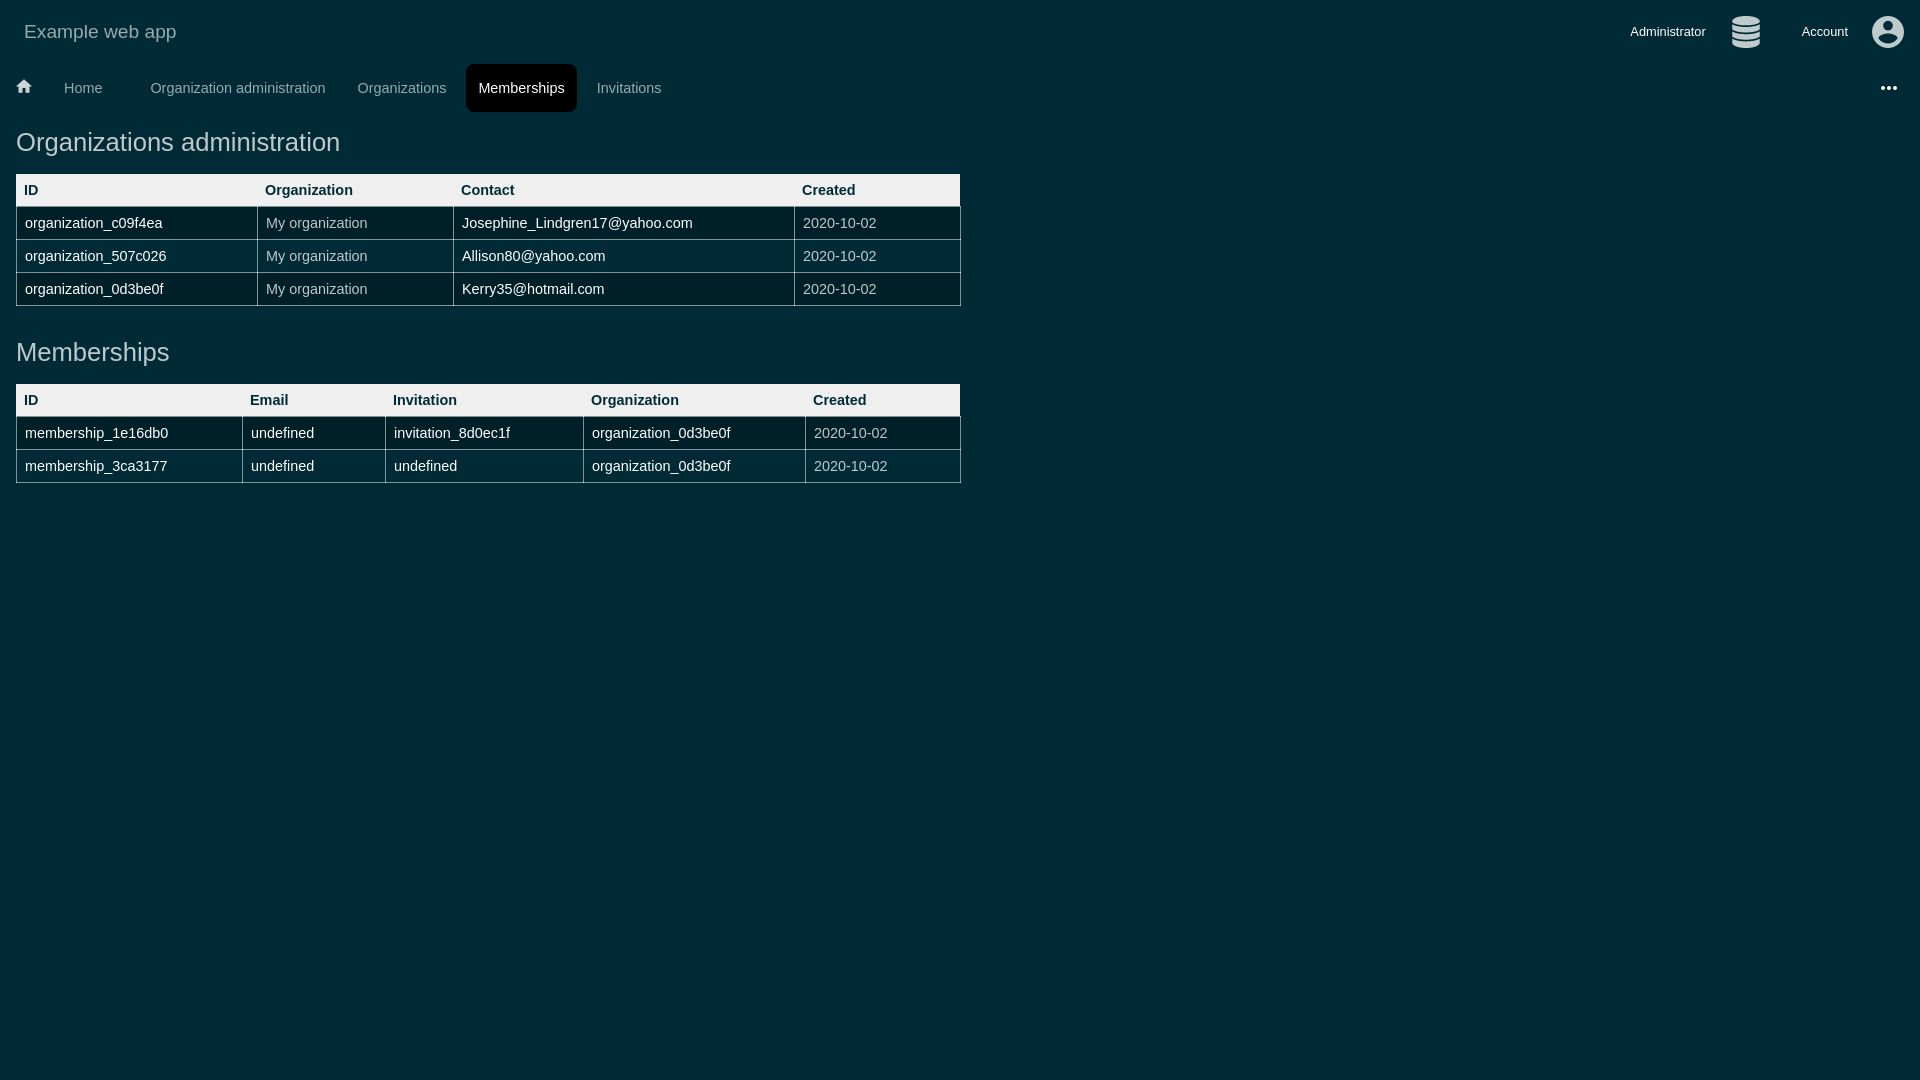 Example web app
Administrator
Account
Home
Organization administration
Organizations
Memberships
Invitations
Organizations administration
ID Organization Contact Created
organization_c09f4ea My organization Josephine_Lindgren17@yahoo.com 2020-10-02
organization_507c026 My organization Allison80@yahoo.com 2020-10-02
organization_0d3be0f My organization Kerry35@hotmail.com 2020-10-02
Memberships
ID Email Invitation Organization Created
membership_1e16db0 undefined invitation_8d0ec1f organization_0d3be0f 2020-10-02
membership_3ca3177 undefined undefined organization_0d3be0f 2020-10-02